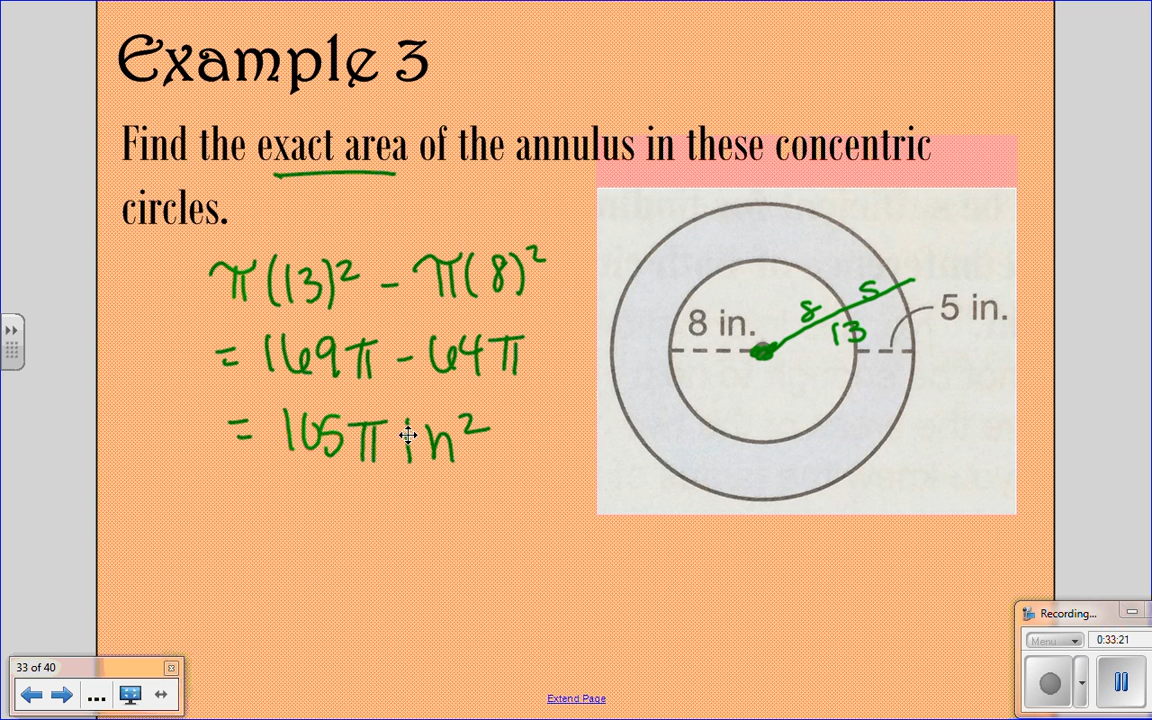 Example 3
Find the exact area of the annulus in these concentric
circles.
π(13)² - π(8)²
= 169π - 64π
= 105π in²
8 in.
8
5
13
5 in.
33 of 40
Extend Page
Recording...
Menu
0:33:21